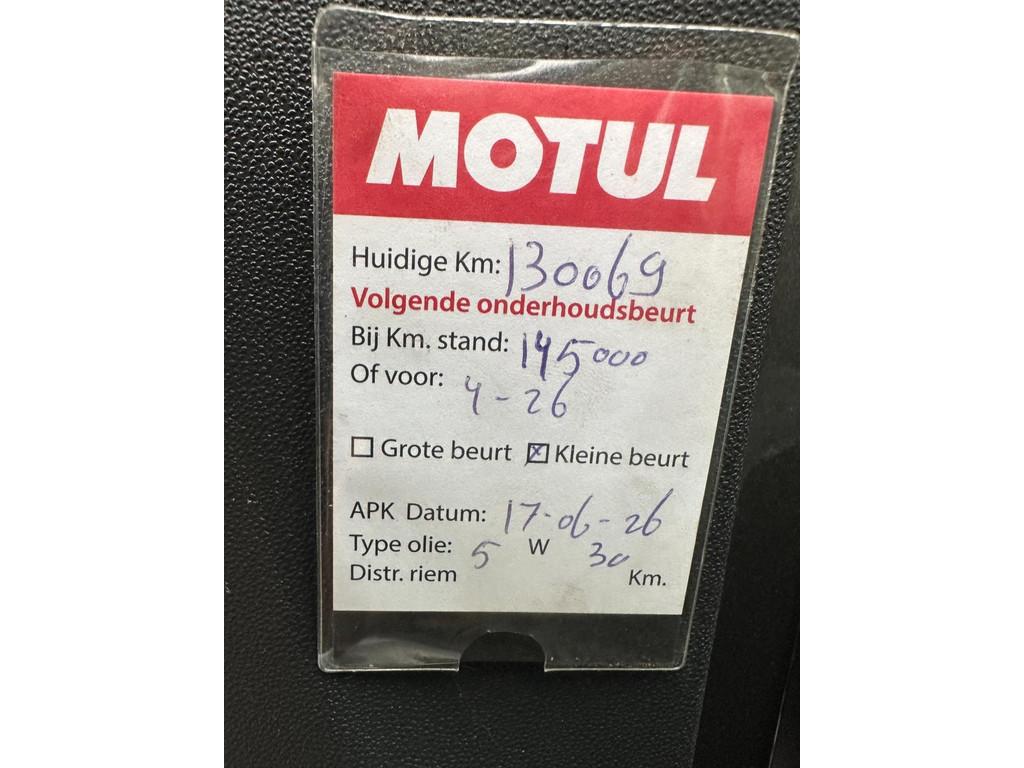 MOTUL
Huidige Km: 130069
Volgende onderhoudsbeurt
Bij Km. stand: 145000
Of voor: 4-26
Grote beurt Kleine beurt
APK Datum: 17-06-26
Type olie: 5 W 30
Distr. riem Km.